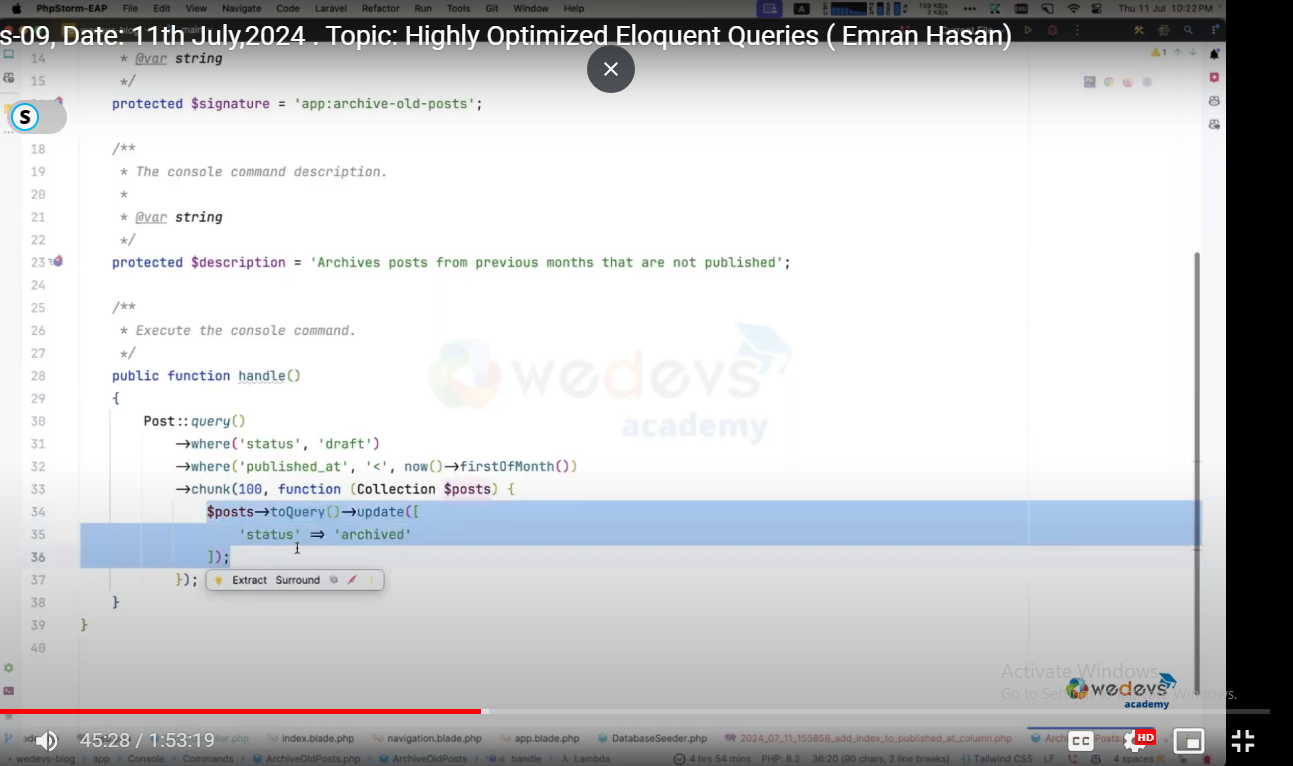 PhpStorm-EAP File Edit View Navigate Code Laravel Refactor Run Tools Git Window Help
Thu 11 Jul 10:22 PM
s-09, Date: 11th July,2024 . Topic: Highly Optimized Eloquent Queries ( Emran Hasan)
14 * @var string
15 */
protected $signature = 'app:archive-old-posts';
18 /**
19 * The console command description.
20 *
21 * @var string
22 */
23 protected $description = 'Archives posts from previous months that are not published';
24
25 /**
26 * Execute the console command.
27 */
28 public function handle()
29 {
30 Post::query()
31 →where('status', 'draft')
32 →where('published_at', '<', now()→firstOfMonth())
33 →chunk(100, function (Collection $posts) {
34 $posts→toQuery()→update([
35 'status' ⇒ 'archived'
36 ]);
37 });
Extract Surround
38 }
39 }
40
wedevs
academy
Activate Windows
wedevs
academy
index.blade.php navigation.blade.php app.blade.php DatabaseSeeder.php 2024_07_11_155858_add_index_to_published_at_column.php
45:28 / 1:53:19
CC HD
wedevs-blog app Console Commands ArchiveOldPosts.php ArchiveOldPosts handle Lambda 4 hrs 54 mins PHP: 8.2 36:20 (90 chars, 2 line breaks) Tailwind CSS LF 4 spaces